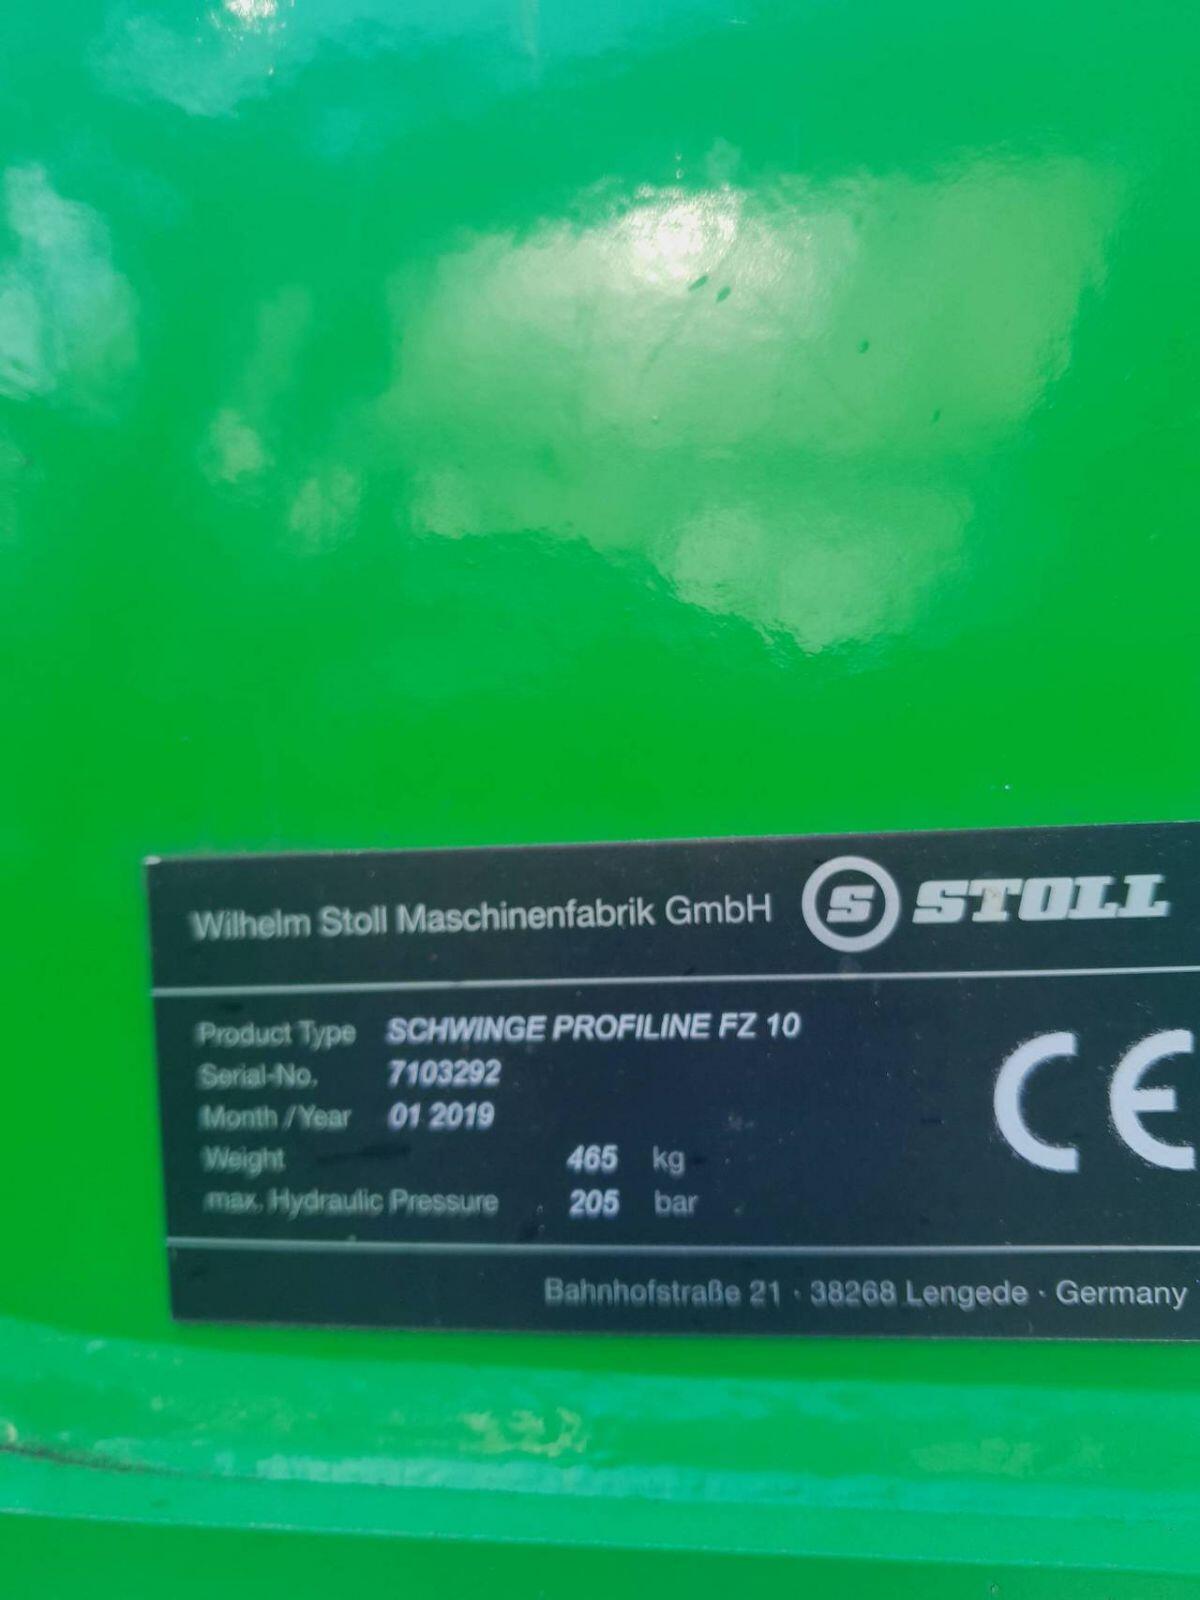 Wilhelm Stoll Maschinenfabrik GmbH S STOLL
Product Type SCHWINGE PROFILINE FZ 10
Serial-No. 7103292
Month / Year 01 2019
Weight 465 kg
max. Hydraulic Pressure 205 bar
CE
Bahnhofstraße 21 · 38268 Lengede · Germany